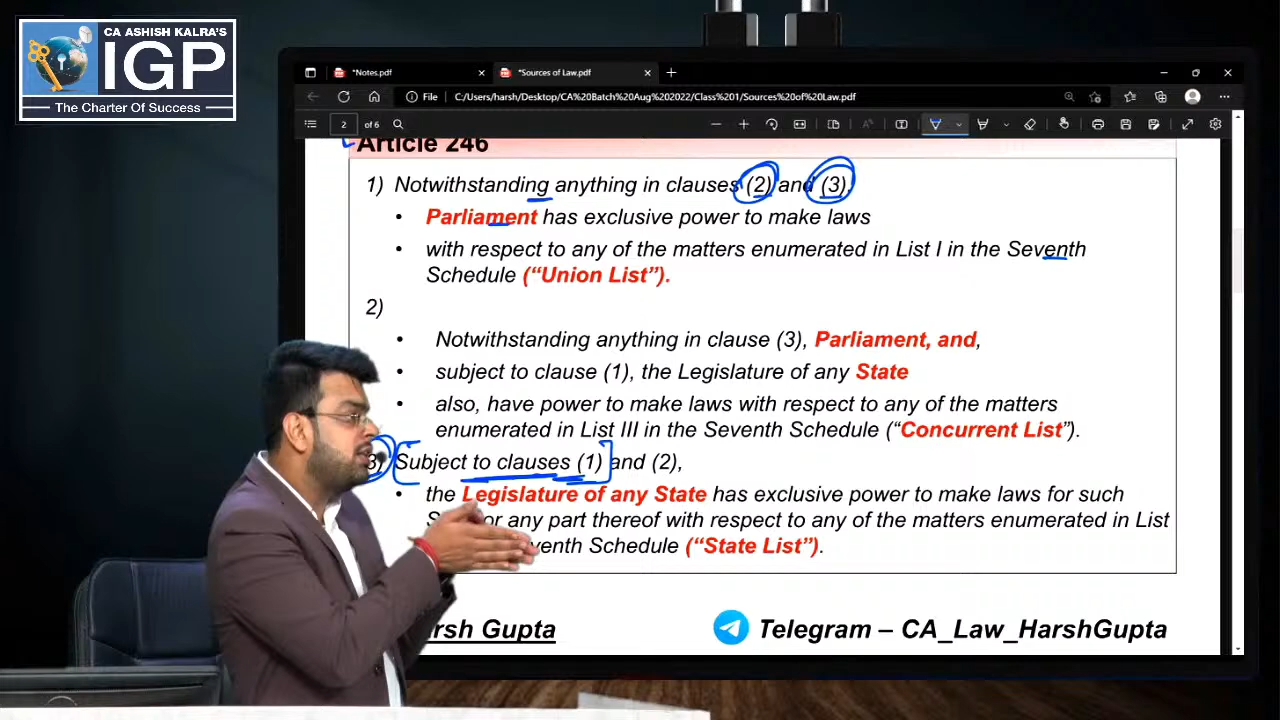 CA ASHISH KALRA'S
IGP
The Charter Of Success
*Notes.pdf
*Sources of Law.pdf
File C:/Users/harsh/Desktop/CA%20Batch%20Aug%202022/Class%201/Sources%20of%20Law.pdf
2 of 6
Article 246
1) Notwithstanding anything in clauses (2) and (3),
• Parliament has exclusive power to make laws
• with respect to any of the matters enumerated in List I in the Seventh
Schedule (“Union List”).
2)
• Notwithstanding anything in clause (3), Parliament, and,
• subject to clause (1), the Legislature of any State
• also, have power to make laws with respect to any of the matters
enumerated in List III in the Seventh Schedule (“Concurrent List”).
3) Subject to clauses (1) and (2),
• the Legislature of any State has exclusive power to make laws for such
or any part thereof with respect to any of the matters enumerated in List
Schedule (“State List”).
Gupta
Telegram – CA_Law_HarshGupta